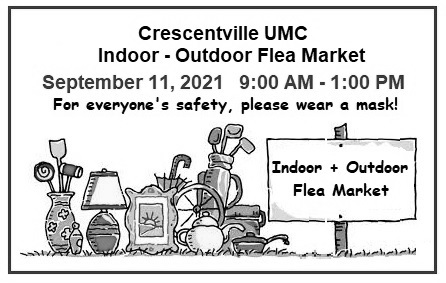 Crescentville UMC
Indoor - Outdoor Flea Market
September 11, 2021 9:00 AM - 1:00 PM
For everyone's safety, please wear a mask!
Indoor + Outdoor
Flea Market